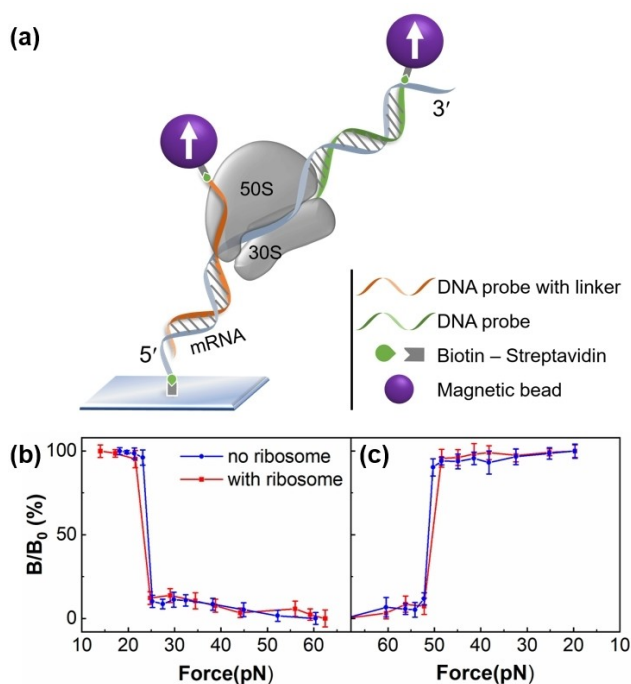 (a)
3′
50S
30S
5′
mRNA
DNA probe with linker
DNA probe
Biotin – Streptavidin
Magnetic bead
(b)
(c)
no ribosome
with ribosome
B/B₀ (%)
100
50
0
10 20 30 40 50 60
60 50 40 30 20 10
Force(pN)
Force(pN)